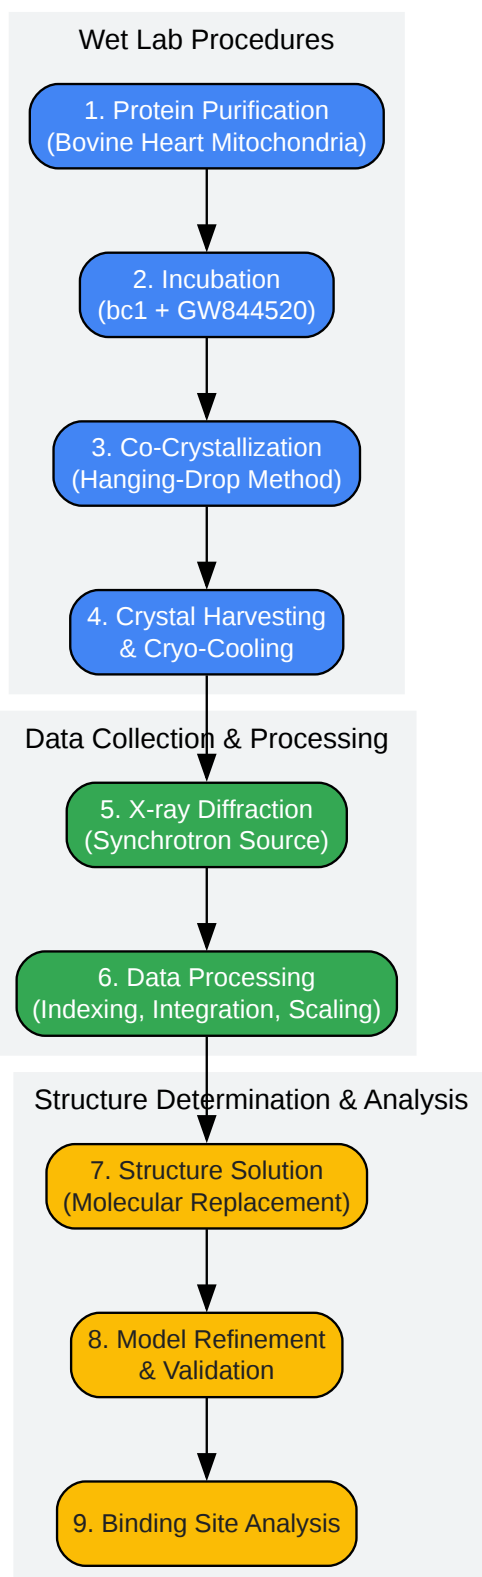 Wet Lab Procedures
1. Protein Purification
(Bovine Heart Mitochondria)
2. Incubation
(bc1 + GW844520)
3. Co-Crystallization
(Hanging-Drop Method)
4. Crystal Harvesting
& Cryo-Cooling
Data Collection & Processing
5. X-ray Diffraction
(Synchrotron Source)
6. Data Processing
(Indexing, Integration, Scaling)
Structure Determination & Analysis
7. Structure Solution
(Molecular Replacement)
8. Model Refinement
& Validation
9. Binding Site Analysis